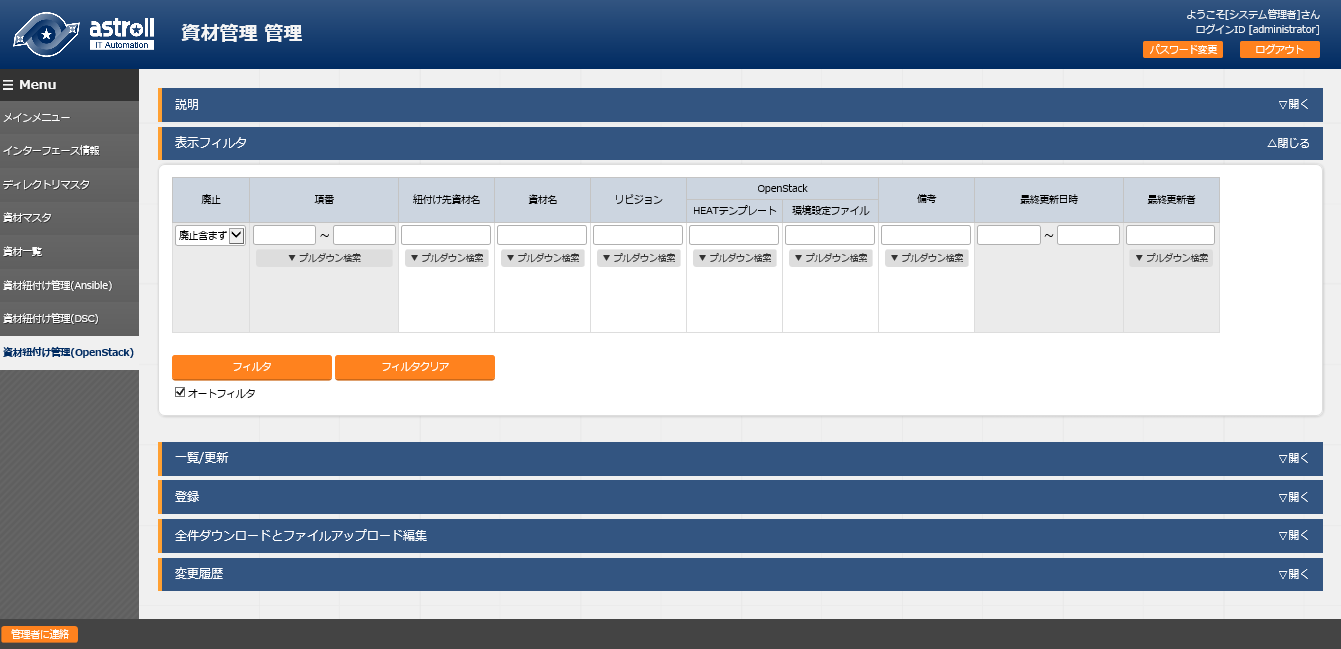 astroll
IT Automation
資材管理 管理
ようこそ[システム管理者]さん
ログインID [administrator]
パスワード変更
ログアウト
☰ Menu
メインメニュー
インターフェース情報
ディレクトリマスタ
資材マスタ
資材一覧
資材紐付け管理(Ansible)
資材紐付け管理(DSC)
資材紐付け管理(OpenStack)
説明 ▽開く
表示フィルタ △閉じる
廃止 項番 紐付け先資材名 資材名 リビジョン OpenStack 備考 最終更新日時 最終更新者
HEATテンプレート 環境設定ファイル
廃止含まず ～ ～
▼プルダウン検索 ▼プルダウン検索 ▼プルダウン検索 ▼プルダウン検索 ▼プルダウン検索 ▼プルダウン検索 ▼プルダウン検索 ▼プルダウン検索
フィルタ フィルタクリア
オートフィルタ
一覧/更新 ▽開く
登録 ▽開く
全件ダウンロードとファイルアップロード編集 ▽開く
変更履歴 ▽開く
管理者に連絡